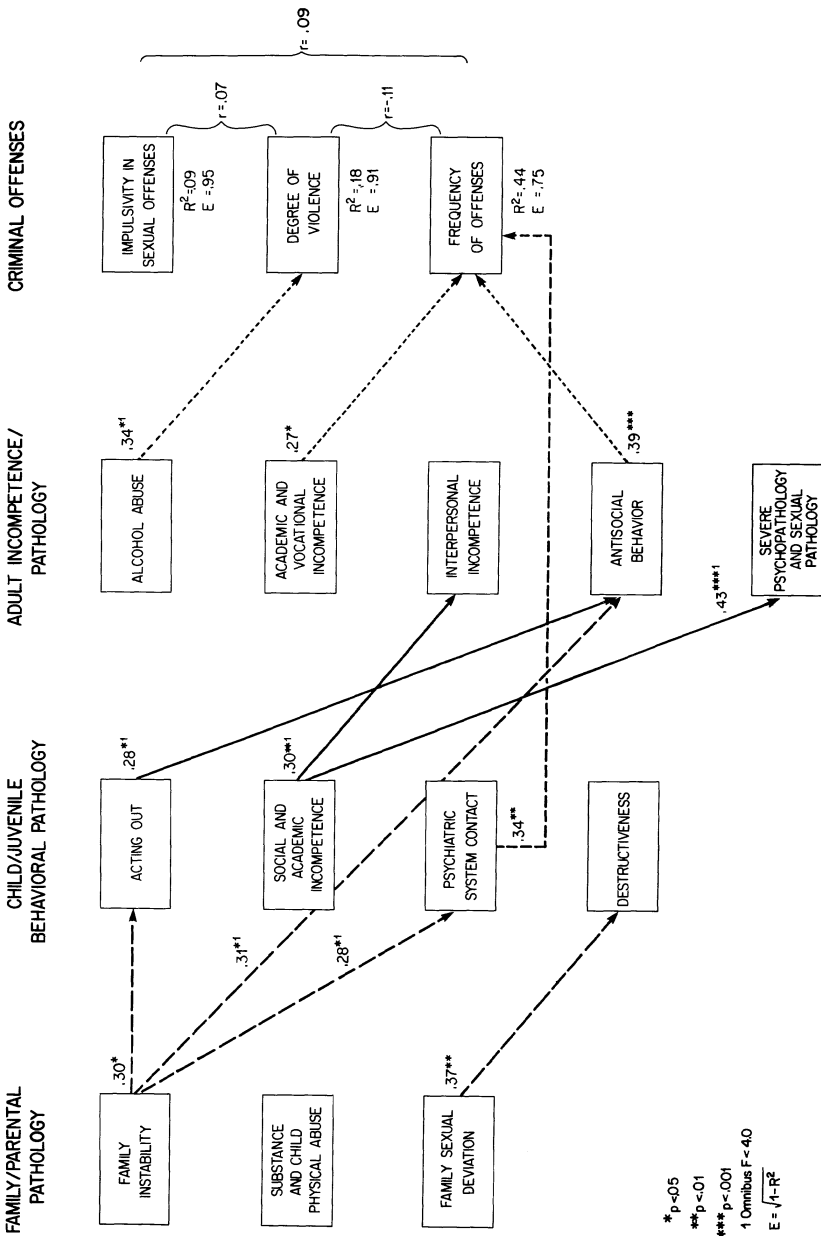 FAMILY/PARENTAL
PATHOLOGY
CHILD/JUVENILE
BEHAVIORAL PATHOLOGY
ADULT INCOMPETENCE/
PATHOLOGY
CRIMINAL OFFENSES
FAMILY
INSTABILITY
.30*
.31*1
.28*1
SUBSTANCE
AND CHILD
PHYSICAL ABUSE
FAMILY SEXUAL
DEVIATION
.37**
ACTING OUT
.28*1
SOCIAL AND
ACADEMIC
INCOMPETENCE
.30**1
PSYCHIATRIC
SYSTEM CONTACT
.34**
DESTRUCTIVENESS
ALCOHOL ABUSE
.34*1
ACADEMIC AND
VOCATIONAL
INCOMPETENCE
.27*
INTERPERSONAL
INCOMPETENCE
ANTISOCIAL
BEHAVIOR
.39***
SEVERE
PSYCHOPATHOLOGY
AND SEXUAL
PATHOLOGY
.43***1
IMPULSIVITY IN
SEXUAL OFFENSES
R²=.09
E =.95
DEGREE OF
VIOLENCE
R²=.18
E =.91
FREQUENCY
OF OFFENSES
R²=.44
E =.75
r=.07
r=-.11
r= .09
* p<.05
** p<.01
*** p<.001
1 Omnibus F < 4.0
E = √1-R²